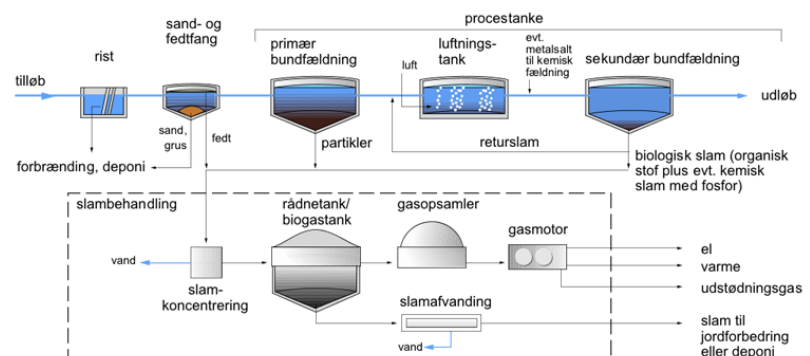 procestanke
sand- og
fedtfang
rist
primær
bundfældning
luftnings-
tank
evt.
metalsalt
til kemisk
fældning
sekundær bundfældning
luft
tilløb
udløb
sand,
grus
fedt
partikler
returslam
forbrænding, deponi
biologisk slam (organisk
stof plus evt. kemisk
slam med fosfor)
slambehandling
rådnetank/
biogastank
gasopsamler
gasmotor
el
vand
varme
slam-
koncentrering
udstødningsgas
slamafvanding
slam til
jordforbedring
eller deponi
vand